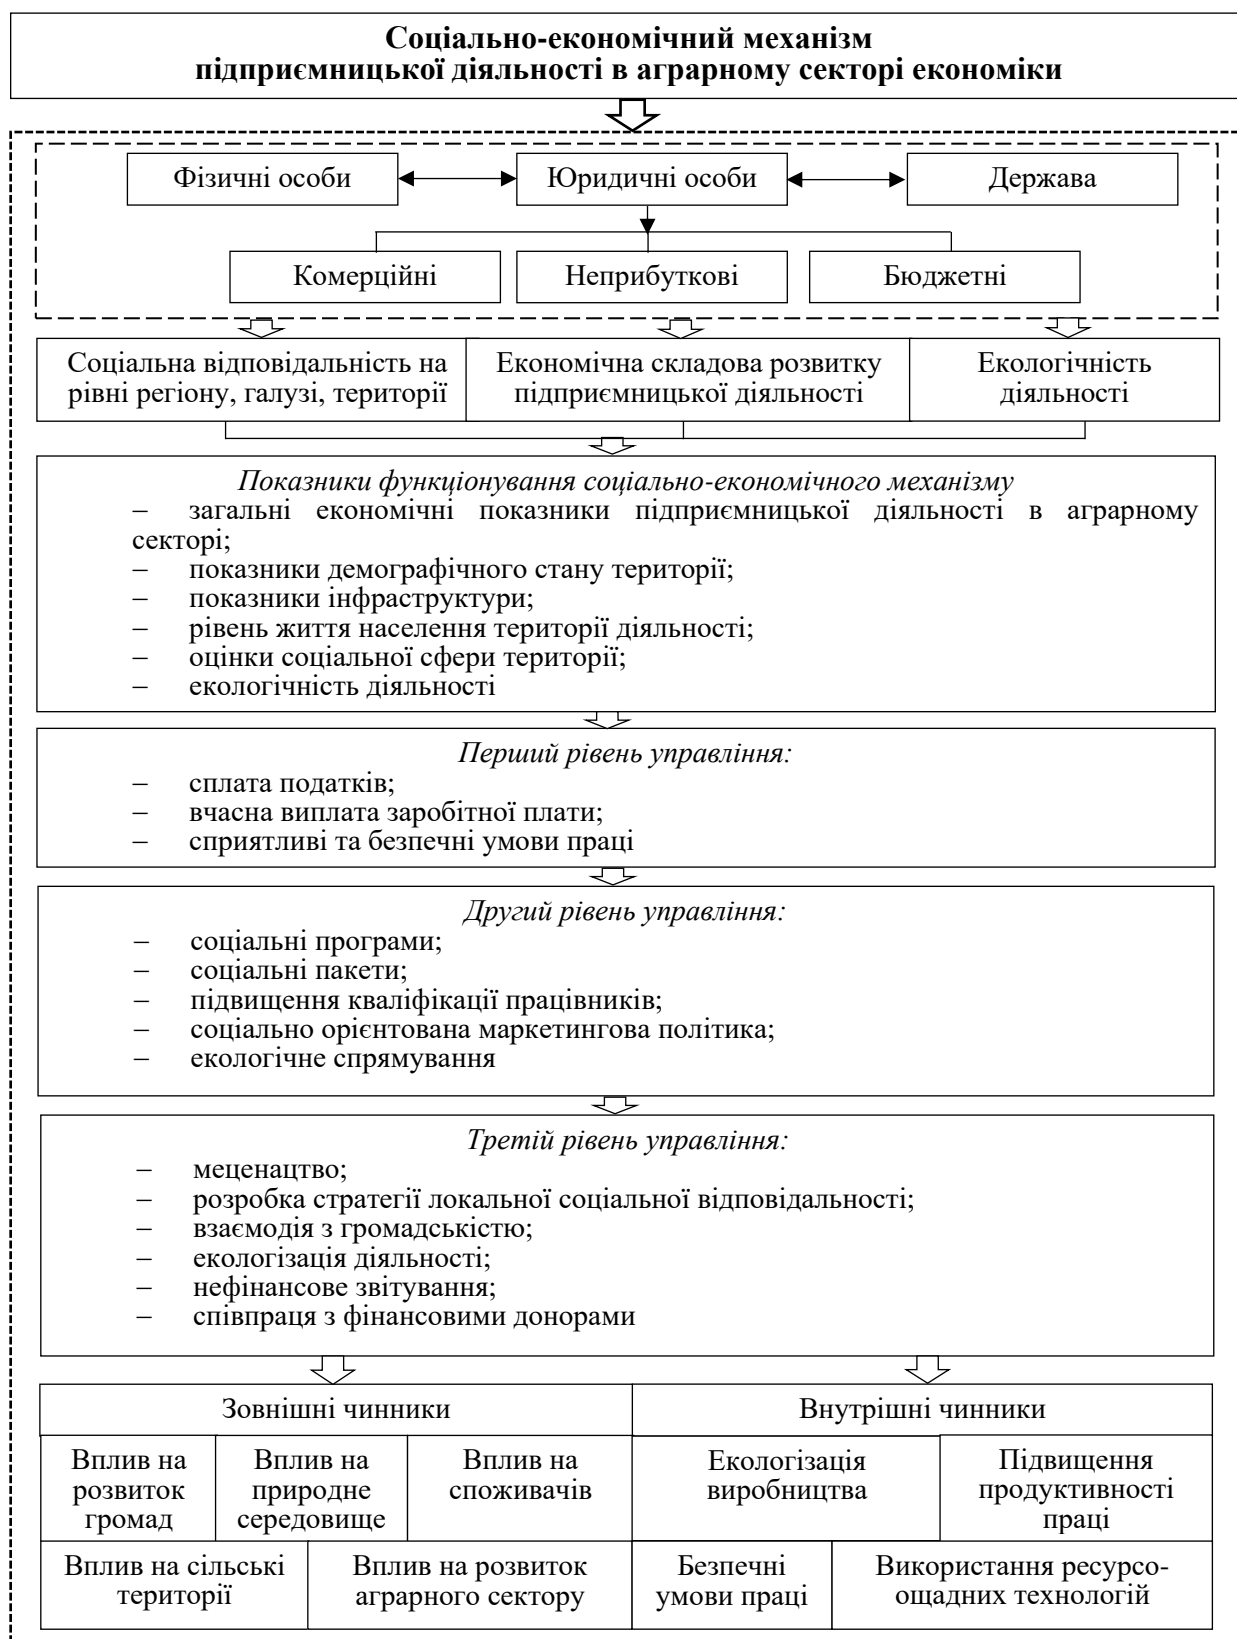 Соціально-економічний механізм
підприємницької діяльності в аграрному секторі економіки
Фізичні особи
Юридичні особи
Держава
Комерційні
Неприбуткові
Бюджетні
Соціальна відповідальність на
рівні регіону, галузі, території
Економічна складова розвитку
підприємницької діяльності
Екологічність
діяльності
Показники функціонування соціально-економічного механізму
– загальні економічні показники підприємницької діяльності в аграрному
секторі;
– показники демографічного стану території;
– показники інфраструктури;
– рівень життя населення території діяльності;
– оцінки соціальної сфери території;
– екологічність діяльності
Перший рівень управління:
– сплата податків;
– вчасна виплата заробітної плати;
– сприятливі та безпечні умови праці
Другий рівень управління:
– соціальні програми;
– соціальні пакети;
– підвищення кваліфікації працівників;
– соціально орієнтована маркетингова політика;
– екологічне спрямування
Третій рівень управління:
– меценацтво;
– розробка стратегії локальної соціальної відповідальності;
– взаємодія з громадськістю;
– екологізація діяльності;
– нефінансове звітування;
– співпраця з фінансовими донорами
Зовнішні чинники
Внутрішні чинники
Вплив на
розвиток
громад
Вплив на
природне
середовище
Вплив на
споживачів
Екологізація
виробництва
Підвищення
продуктивності
праці
Вплив на сільські
території
Вплив на розвиток
аграрного сектору
Безпечні
умови праці
Використання ресурсо-
ощадних технологій